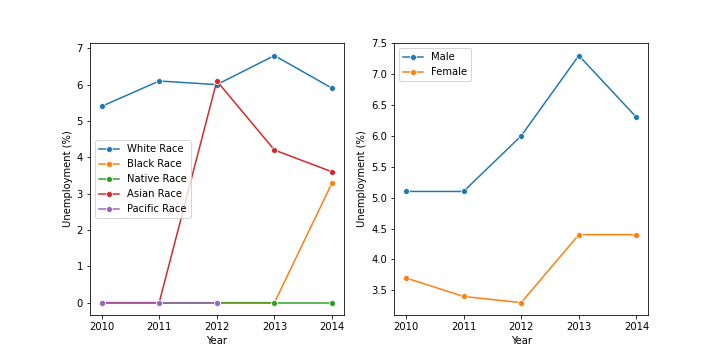 7
6
5
4
3
2
1
0
Unemployment (%)
White Race
Black Race
Native Race
Asian Race
Pacific Race
2010 2011 2012 2013 2014
Year
7.5
7.0
6.5
6.0
5.5
5.0
4.5
4.0
3.5
Unemployment (%)
Male
Female
2010 2011 2012 2013 2014
Year